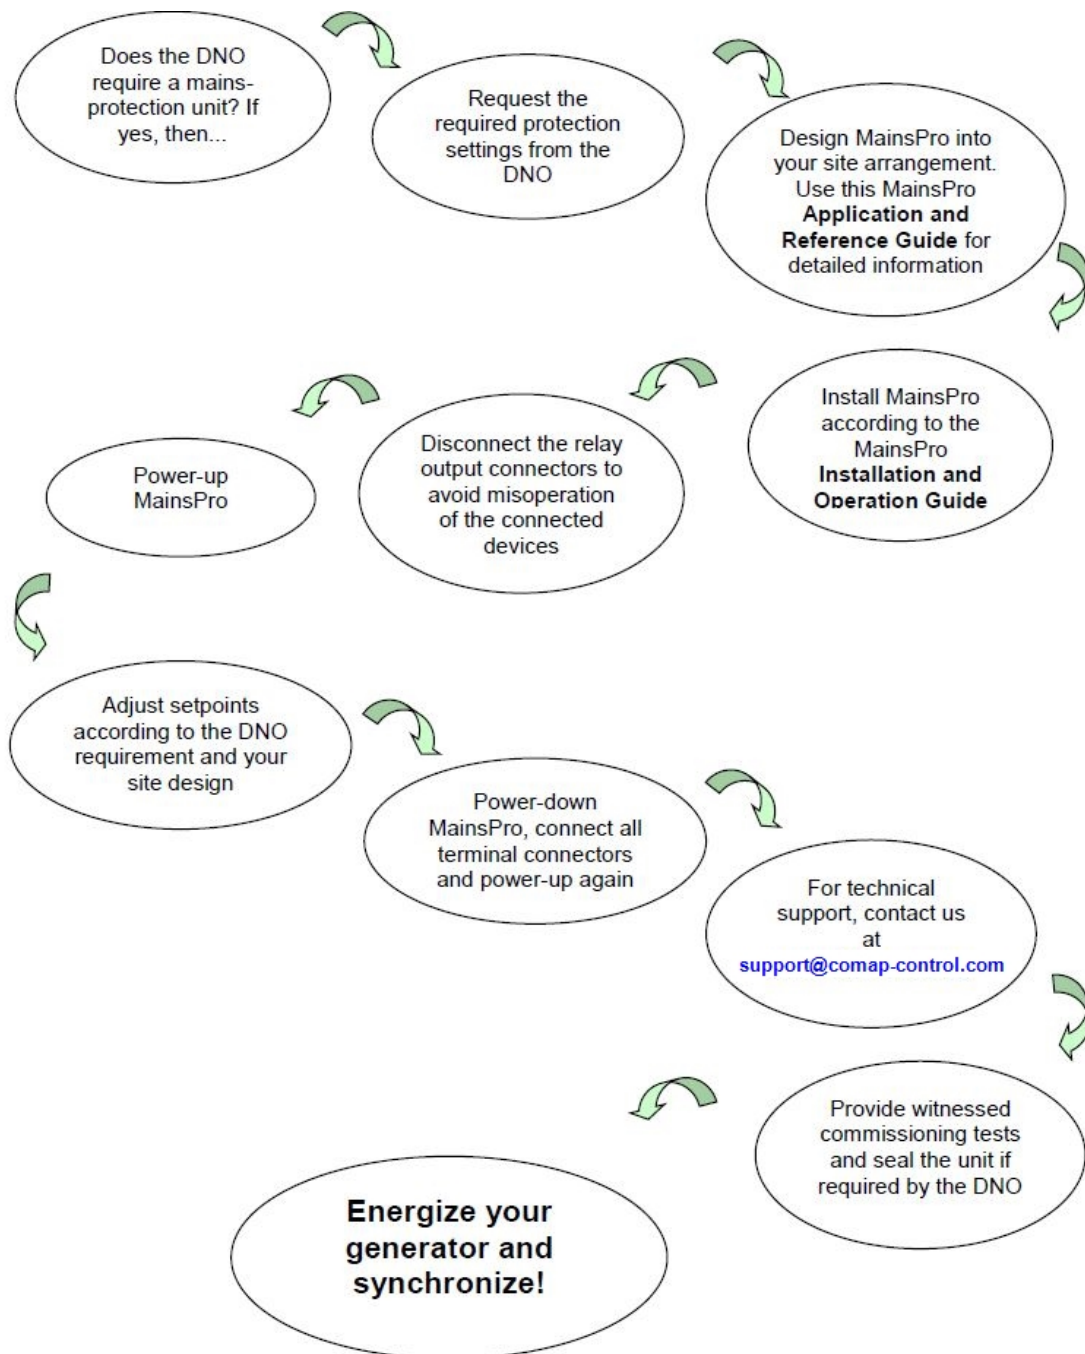 Does the DNO
require a mains-
protection unit? If
yes, then...
Request the
required protection
settings from the
DNO
Design MainsPro into
your site arrangement.
Use this MainsPro
Application and
Reference Guide for
detailed information
Install MainsPro
according to the
MainsPro
Installation and
Operation Guide
Disconnect the relay
output connectors to
avoid misoperation
of the connected
devices
Power-up
MainsPro
Adjust setpoints
according to the DNO
requirement and your
site design
Power-down
MainsPro, connect all
terminal connectors
and power-up again
For technical
support, contact us
at
support@comap-control.com
Provide witnessed
commissioning tests
and seal the unit if
required by the DNO
Energize your
generator and
synchronize!